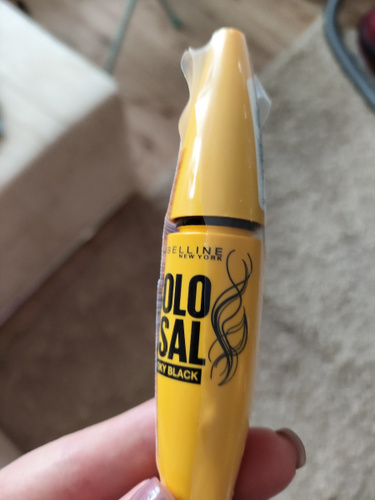 BELLINE
NEW YORK
OLO
SAL
KY BLACK